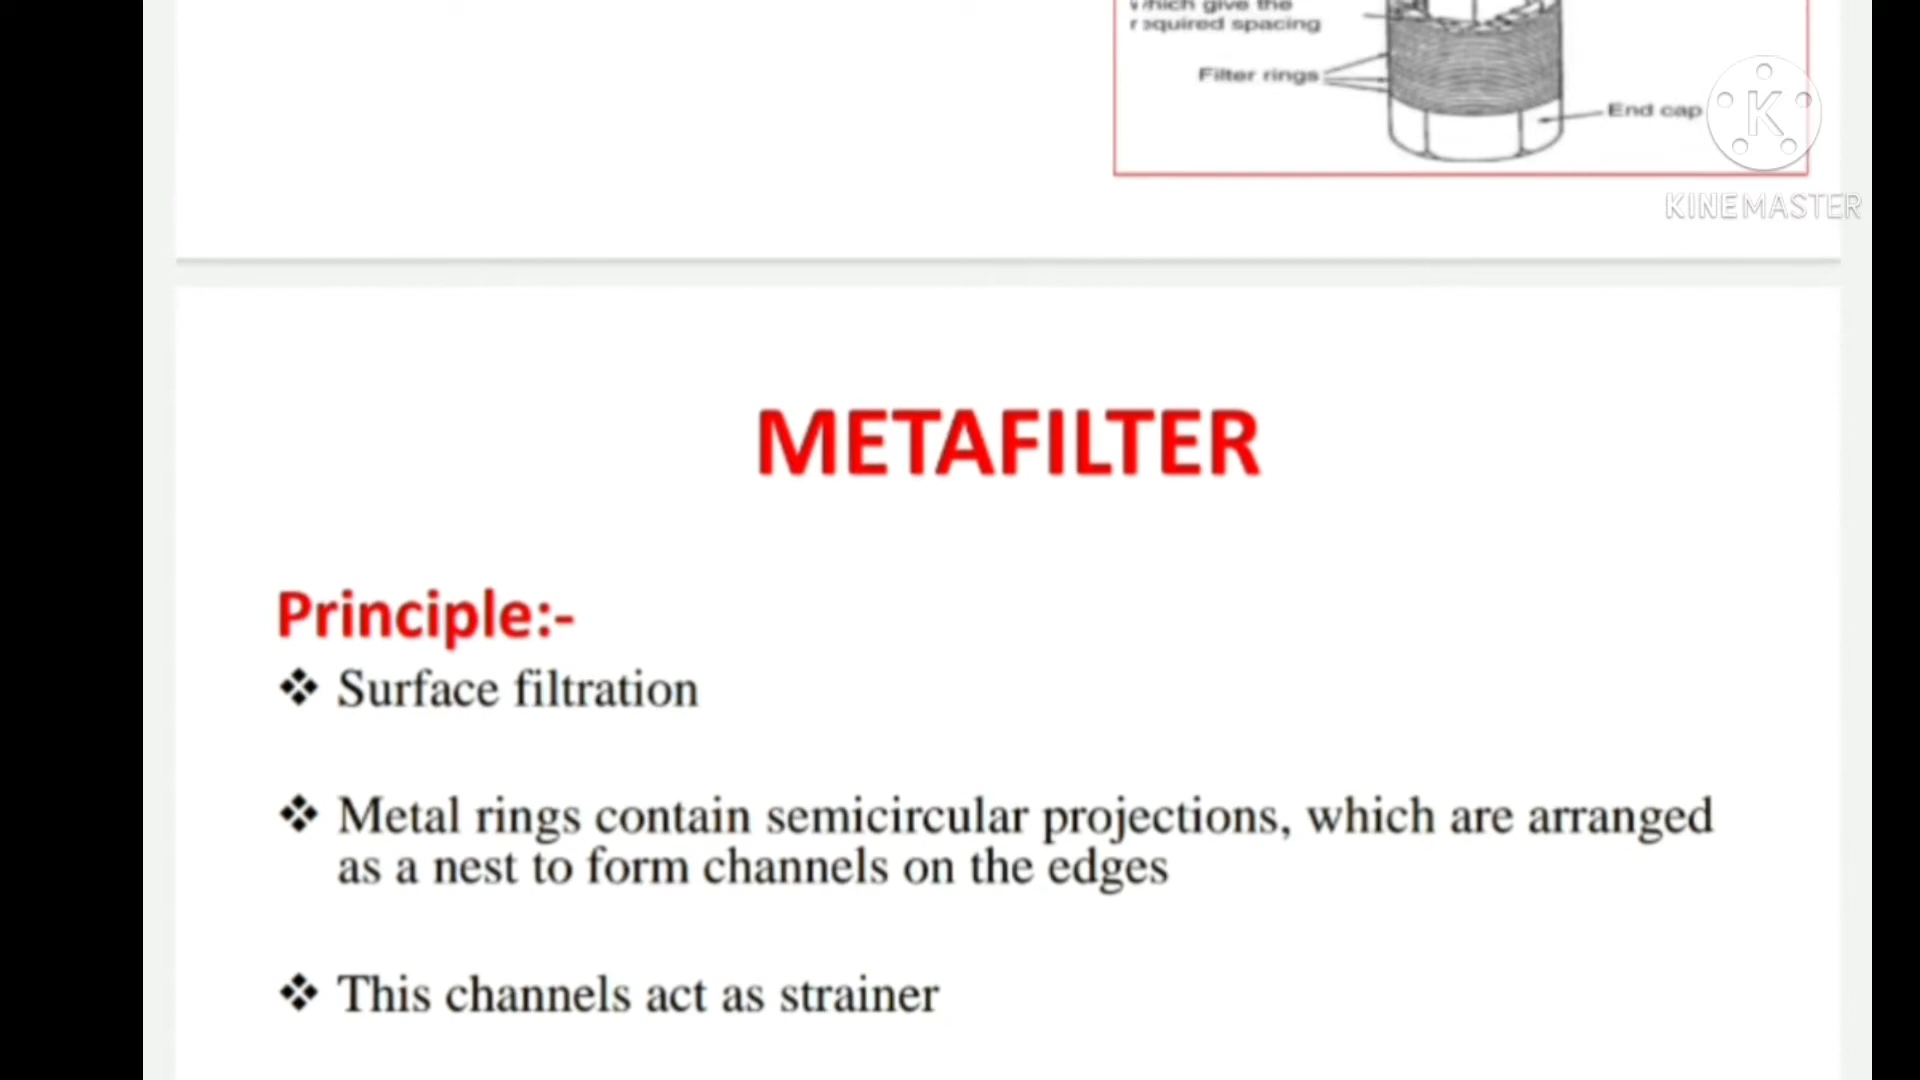 which give the
required spacing
Filter rings
End cap
K
KINEMASTER
METAFILTER
Principle:-
❖ Surface filtration
❖ Metal rings contain semicircular projections, which are arranged
as a nest to form channels on the edges
❖ This channels act as strainer